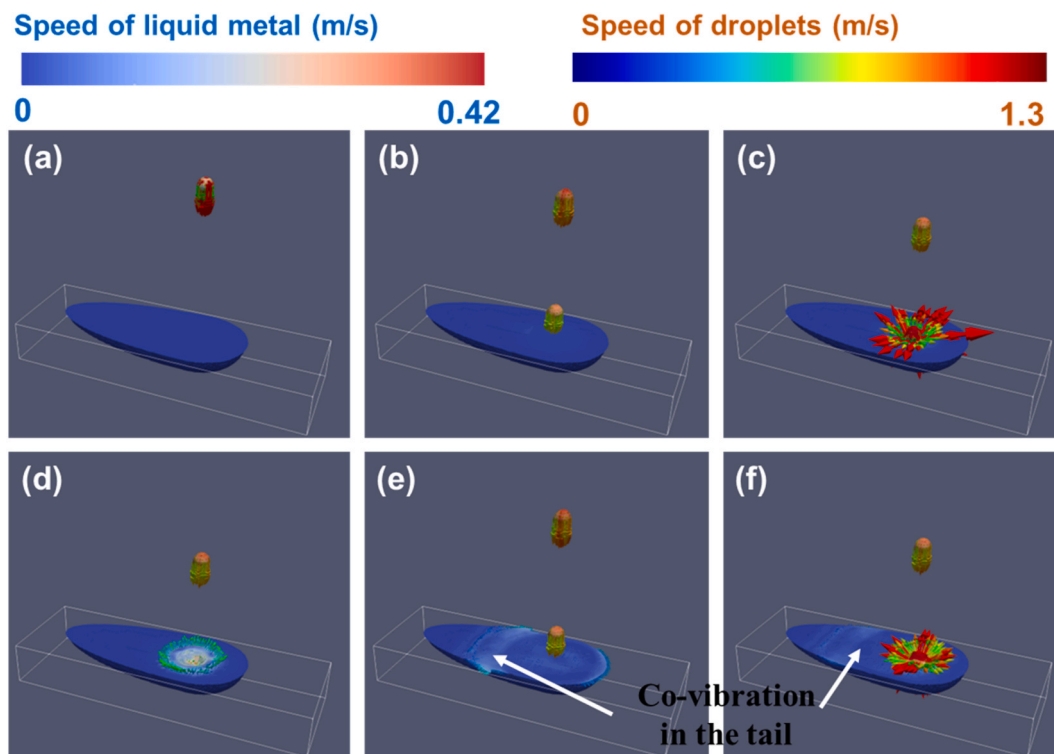 Speed of liquid metal (m/s)
Speed of droplets (m/s)
0
0.42
0
1.3
(a)
(b)
(c)
(d)
(e)
(f)
Co-vibration
in the tail